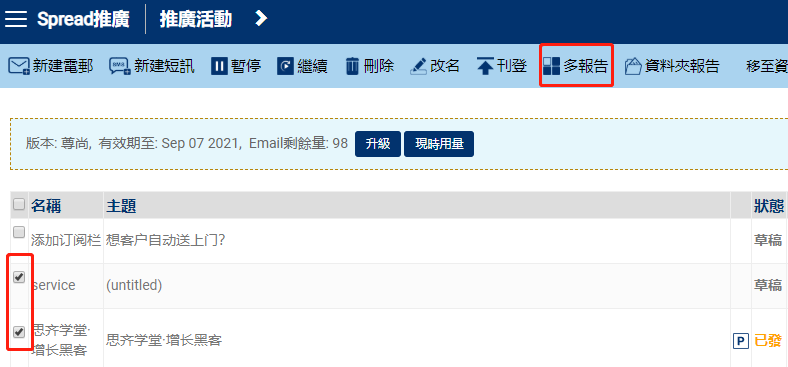 Spread推廣 推廣活動
新建電郵 新建短訊 暫停 繼續 刪除 改名 刊登 多報告 資料夾報告 移至資
版本: 尊尚, 有效期至: Sep 07 2021, Email剩餘量: 98 升級 現時用量
名稱 主題 狀態
添加订阅栏 想客户自动送上门? 草稿
service (untitled) 草稿
思齐学堂·
增长黑客 思齐学堂·增长黑客 P 已發